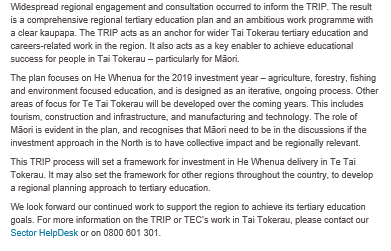 Widespread regional engagement and consultation occurred to inform the TRIP. The result
is a comprehensive regional tertiary education plan and an ambitious work programme with
a clear kaupapa. The TRIP acts as an anchor for wider Tai Tokerau tertiary education and
careers-related work in the region. It also acts as a key enabler to achieve educational
success for people in Tai Tokerau – particularly for Māori.
The plan focuses on He Whenua for the 2019 investment year – agriculture, forestry, fishing
and environment focused education, and is designed as an iterative, ongoing process. Other
areas of focus for Te Tai Tokerau will be developed over the coming years. This includes
tourism, construction and infrastructure, and manufacturing and technology. The role of
Māori is evident in the plan, and recognises that Māori need to be in the discussions if the
investment approach in the North is to have collective impact and be regionally relevant.
This TRIP process will set a framework for investment in He Whenua delivery in Te Tai
Tokerau. It may also set the framework for other regions throughout the country, to develop
a regional planning approach to tertiary education.
We look forward our continued work to support the region to achieve its tertiary education
goals. For more information on the TRIP or TEC's work in Tai Tokerau, please contact our
Sector HelpDesk or on 0800 601 301.